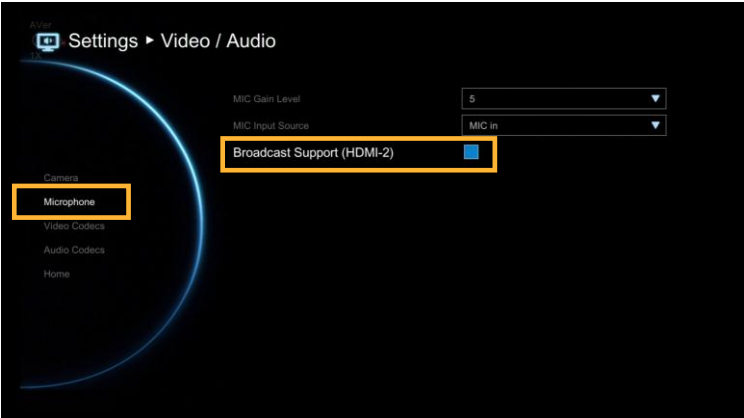 AVer
Settings ▸ Video / Audio
1X
MIC Gain Level 5
MIC Input Source MIC in
Broadcast Support (HDMI-2)
Camera
Microphone
Video Codecs
Audio Codecs
Home